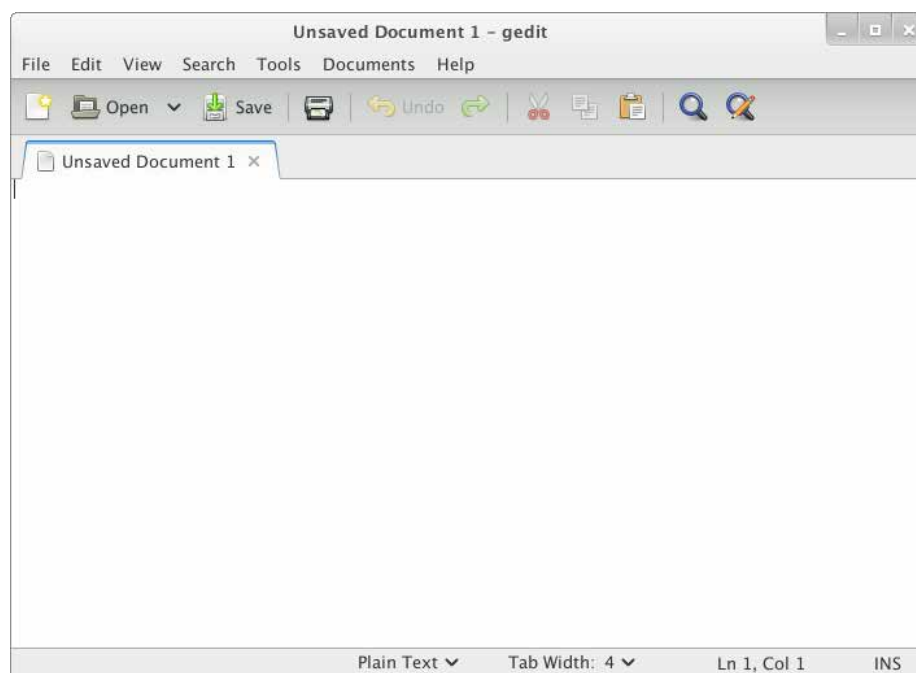 Unsaved Document 1 – gedit
File Edit View Search Tools Documents Help
Open Save Undo
Unsaved Document 1
Plain Text Tab Width: 4 Ln 1, Col 1 INS